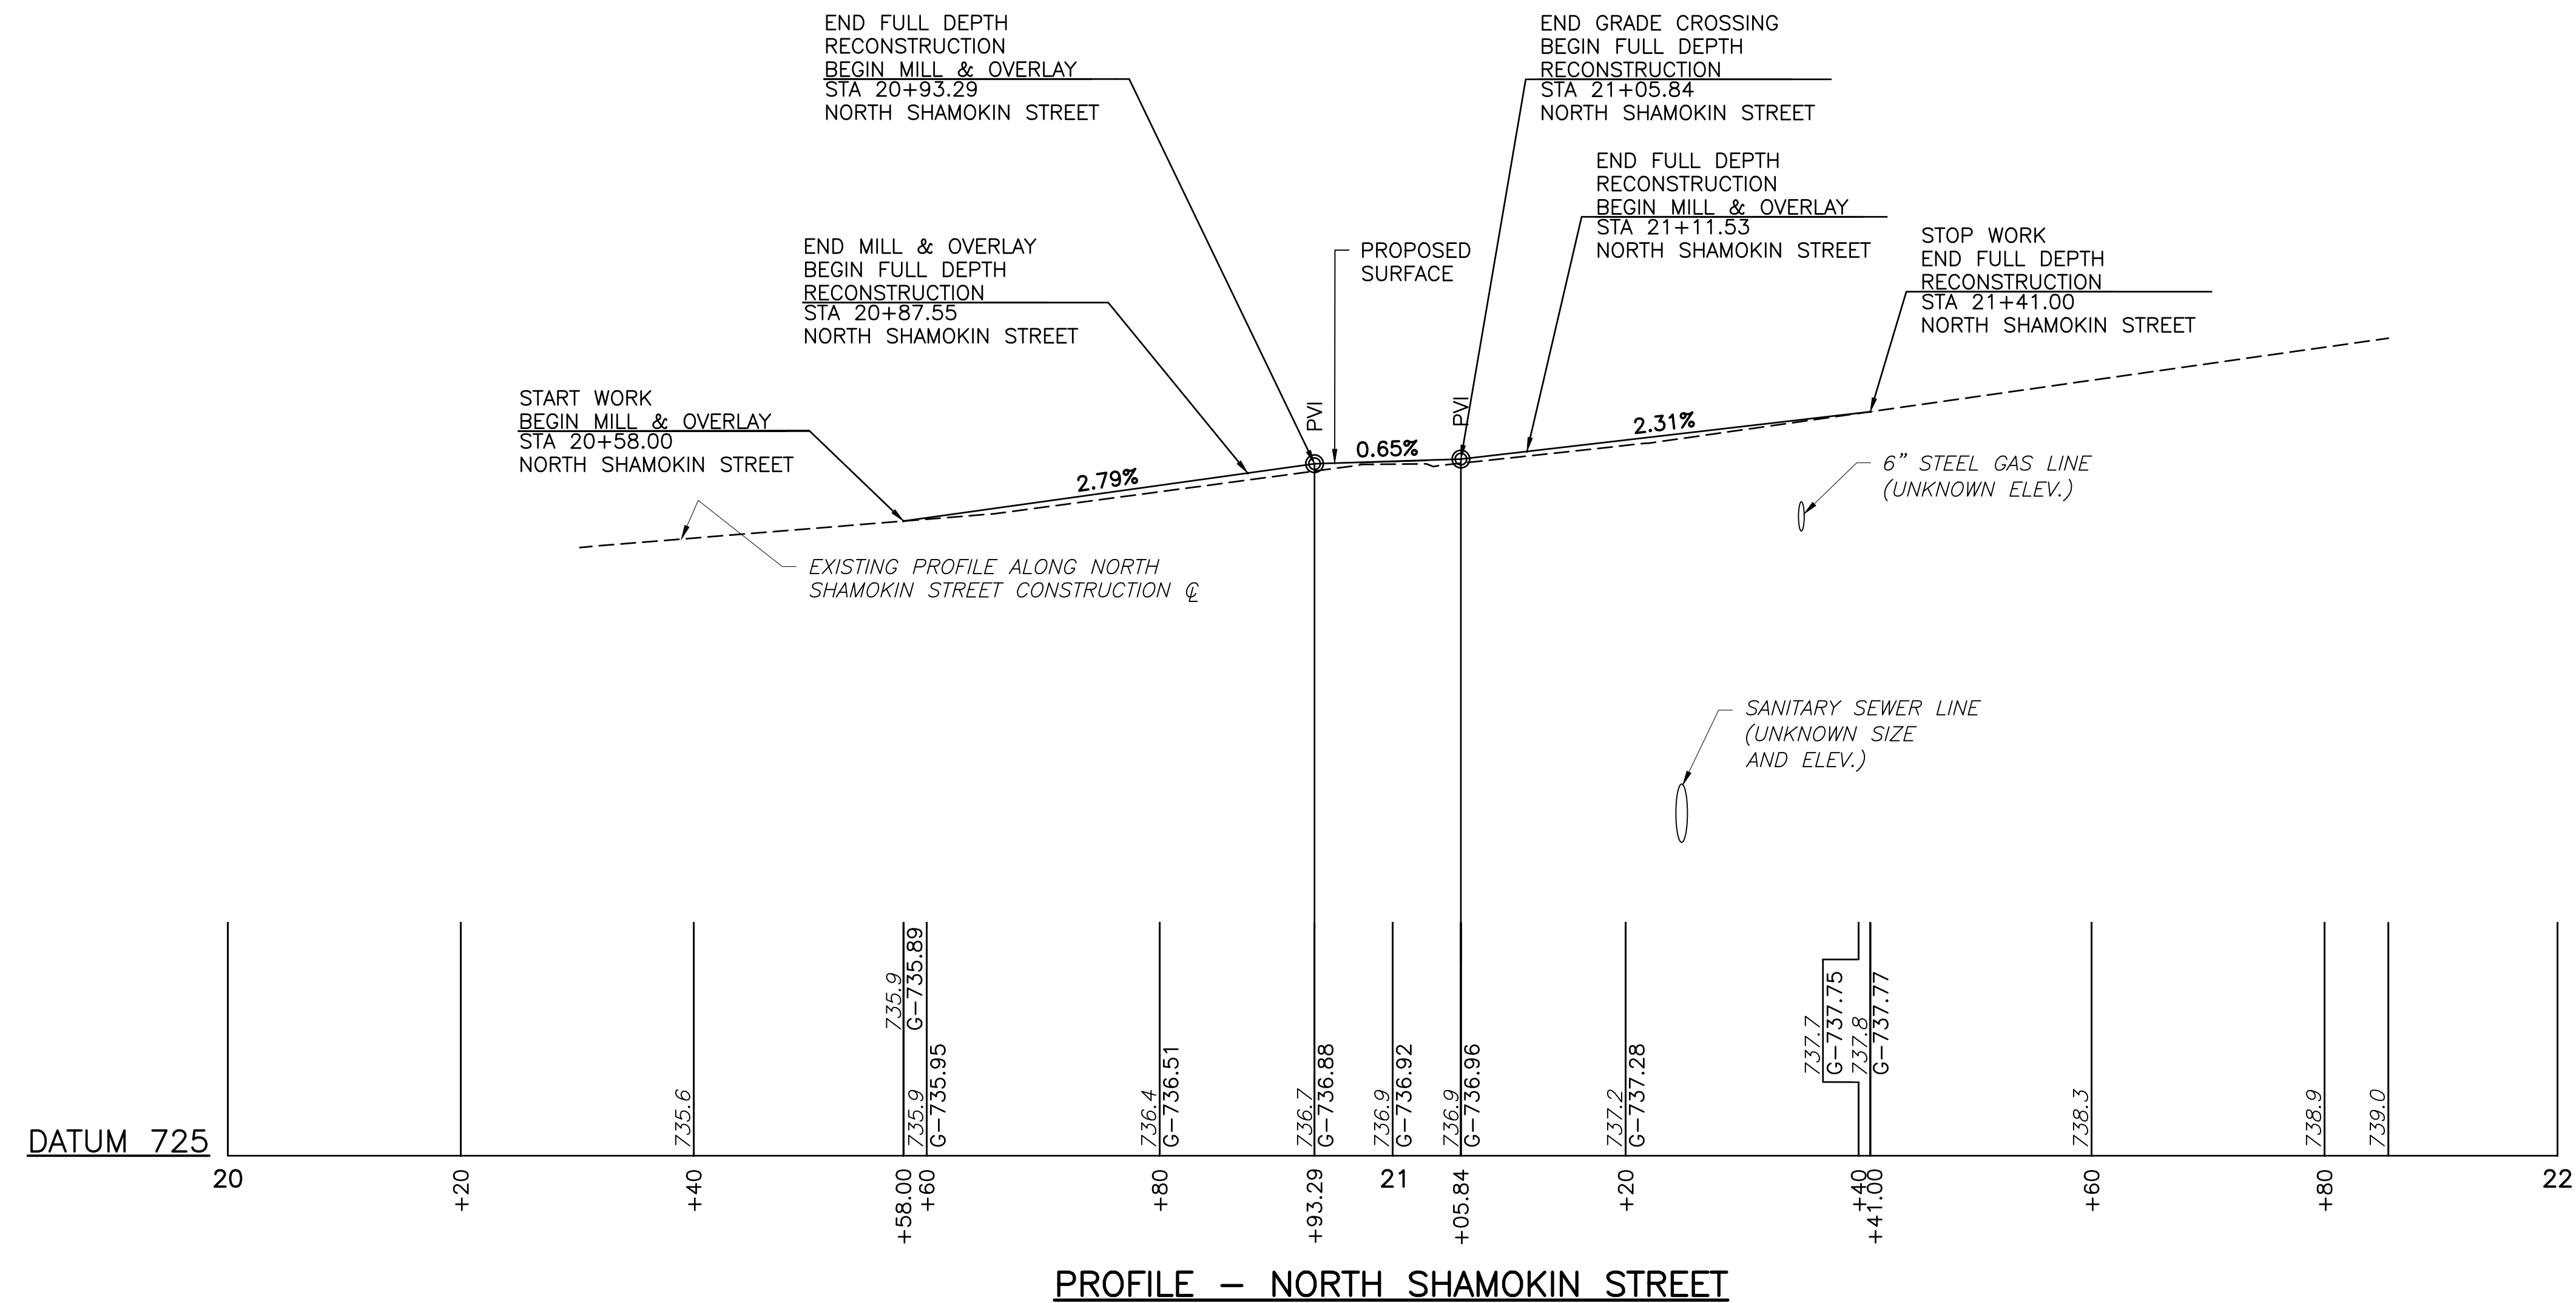 END FULL DEPTH
RECONSTRUCTION
BEGIN MILL & OVERLAY
STA 20+93.29
NORTH SHAMOKIN STREET
END GRADE CROSSING
BEGIN FULL DEPTH
RECONSTRUCTION
STA 21+05.84
NORTH SHAMOKIN STREET
END FULL DEPTH
RECONSTRUCTION
BEGIN MILL & OVERLAY
STA 21+11.53
NORTH SHAMOKIN STREET
END MILL & OVERLAY
BEGIN FULL DEPTH
RECONSTRUCTION
STA 20+87.55
NORTH SHAMOKIN STREET
PROPOSED
SURFACE
STOP WORK
END FULL DEPTH
RECONSTRUCTION
STA 21+41.00
NORTH SHAMOKIN STREET
START WORK
BEGIN MILL & OVERLAY
STA 20+58.00
NORTH SHAMOKIN STREET
PVI
PVI
2.79%
0.65%
2.31%
6" STEEL GAS LINE
(UNKNOWN ELEV.)
EXISTING PROFILE ALONG NORTH
SHAMOKIN STREET CONSTRUCTION ℄
SANITARY SEWER LINE
(UNKNOWN SIZE
AND ELEV.)
735.6
735.9
G-735.89
735.9
G-735.95
736.4
G-736.51
736.7
G-736.88
736.9
G-736.92
736.9
G-736.96
737.2
G-737.28
737.7
G-737.75
737.8
G-737.77
738.3
738.9
739.0
DATUM 725
20
+20
+40
+58.00
+60
+80
+93.29
21
+05.84
+20
+40
+41.00
+60
+80
22
PROFILE - NORTH SHAMOKIN STREET